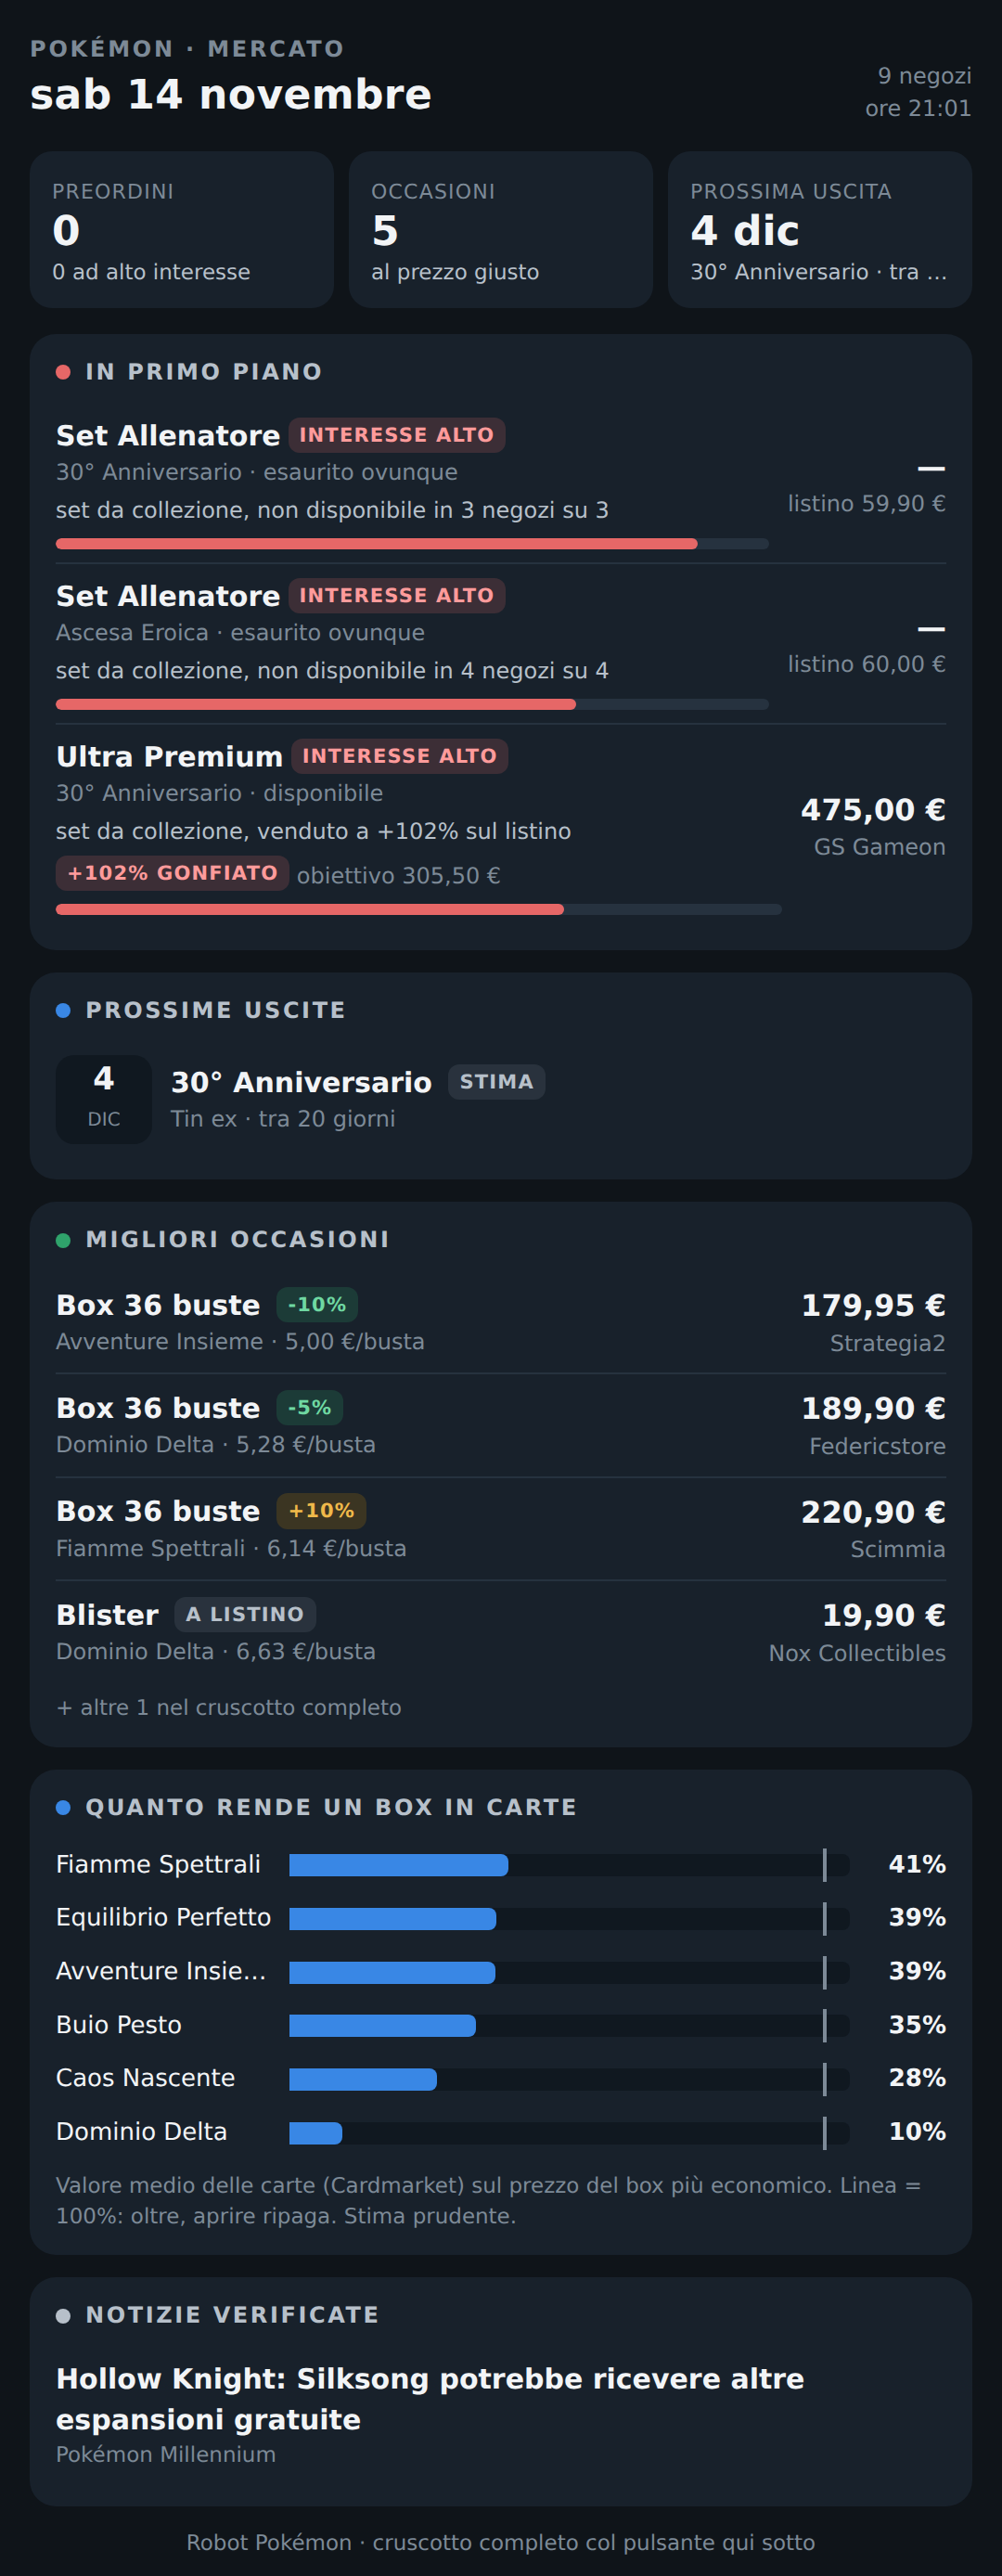 POKÉMON · MERCATO
sab 14 novembre
9 negozi
ore 21:01
PREORDINI
0
0 ad alto interesse
OCCASIONI
5
al prezzo giusto
PROSSIMA USCITA
4 dic
30° Anniversario · tra …
IN PRIMO PIANO
Set Allenatore INTERESSE ALTO
30° Anniversario · esaurito ovunque
set da collezione, non disponibile in 3 negozi su 3
—
listino 59,90 €
Set Allenatore INTERESSE ALTO
Ascesa Eroica · esaurito ovunque
set da collezione, non disponibile in 4 negozi su 4
—
listino 60,00 €
Ultra Premium INTERESSE ALTO
30° Anniversario · disponibile
set da collezione, venduto a +102% sul listino
+102% GONFIATO obiettivo 305,50 €
475,00 €
GS Gameon
PROSSIME USCITE
4
DIC
30° Anniversario STIMA
Tin ex · tra 20 giorni
MIGLIORI OCCASIONI
Box 36 buste -10%
Avventure Insieme · 5,00 €/busta
179,95 €
Strategia2
Box 36 buste -5%
Dominio Delta · 5,28 €/busta
189,90 €
Federicstore
Box 36 buste +10%
Fiamme Spettrali · 6,14 €/busta
220,90 €
Scimmia
Blister A LISTINO
Dominio Delta · 6,63 €/busta
19,90 €
Nox Collectibles
+ altre 1 nel cruscotto completo
QUANTO RENDE UN BOX IN CARTE
Fiamme Spettrali 41%
Equilibrio Perfetto 39%
Avventure Insie… 39%
Buio Pesto 35%
Caos Nascente 28%
Dominio Delta 10%
Valore medio delle carte (Cardmarket) sul prezzo del box più economico. Linea =
100%: oltre, aprire ripaga. Stima prudente.
NOTIZIE VERIFICATE
Hollow Knight: Silksong potrebbe ricevere altre
espansioni gratuite
Pokémon Millennium
Robot Pokémon · cruscotto completo col pulsante qui sotto